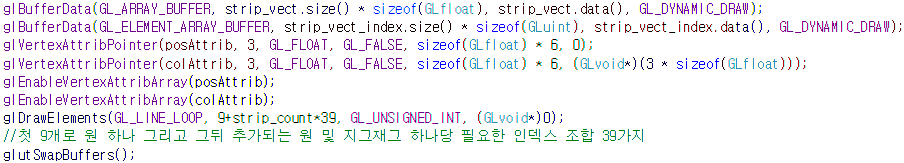 glBufferData(GL_ARRAY_BUFFER, strip_vect.size() * sizeof(GLfloat), strip_vect.data(), GL_DYNAMIC_DRAW);
glBufferData(GL_ELEMENT_ARRAY_BUFFER, strip_vect_index.size() * sizeof(GLuint), strip_vect_index.data(), GL_DYNAMIC_DRAW);
glVertexAttribPointer(posAttrib, 3, GL_FLOAT, GL_FALSE, sizeof(GLfloat) * 6, 0);
glVertexAttribPointer(colAttrib, 3, GL_FLOAT, GL_FALSE, sizeof(GLfloat) * 6, (GLvoid*)(3 * sizeof(GLfloat)));
glEnableVertexAttribArray(posAttrib);
glEnableVertexAttribArray(colAttrib);
glDrawElements(GL_LINE_LOOP, 9+strip_count*39, GL_UNSIGNED_INT, (GLvoid*)0);
//첫 9개로 원 하나 그리고 그뒤 추가되는 원 및 지그재그 하나당 필요한 인덱스 조합 39가지
glutSwapBuffers();